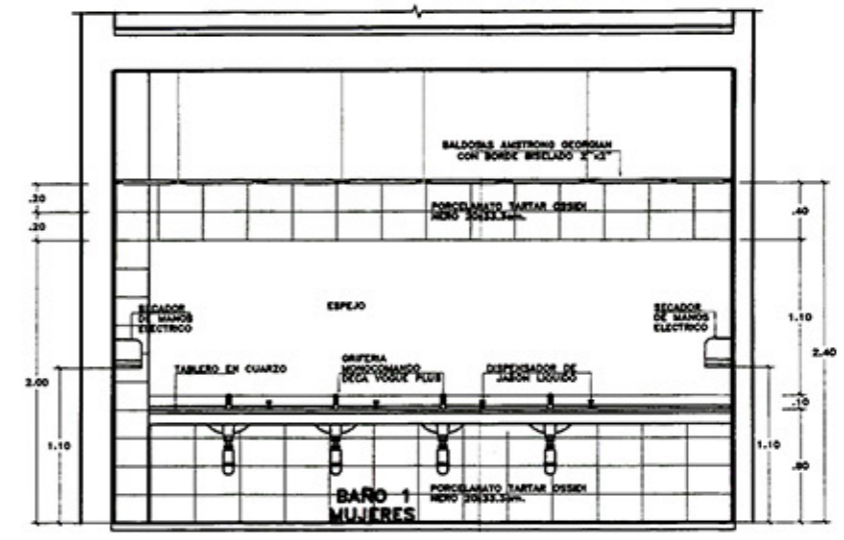 BALDOSAS AMSTRONG GEORGIAN
CON BORDE BISELADO 2"x2"
.20
.20
PORCELANATO TARTAR OSSIDI
NERO 20x33.3cm.
.40
SECADOR
DE MANOS
ELECTRICO
ESPEJO
SECADOR
DE MANOS
ELECTRICO
1.10
2.40
TABLERO EN CUARZO
GRIFERIA
MONOCOMANDO
DECA VOGUE PLUS
DISPENSADOR DE
JABON LIQUIDO
2.00
.10
1.10
1.10
.80
PORCELANATO TARTAR OSSIDI
NERO 20x33.3cm.
BAÑO 1
MUJERES